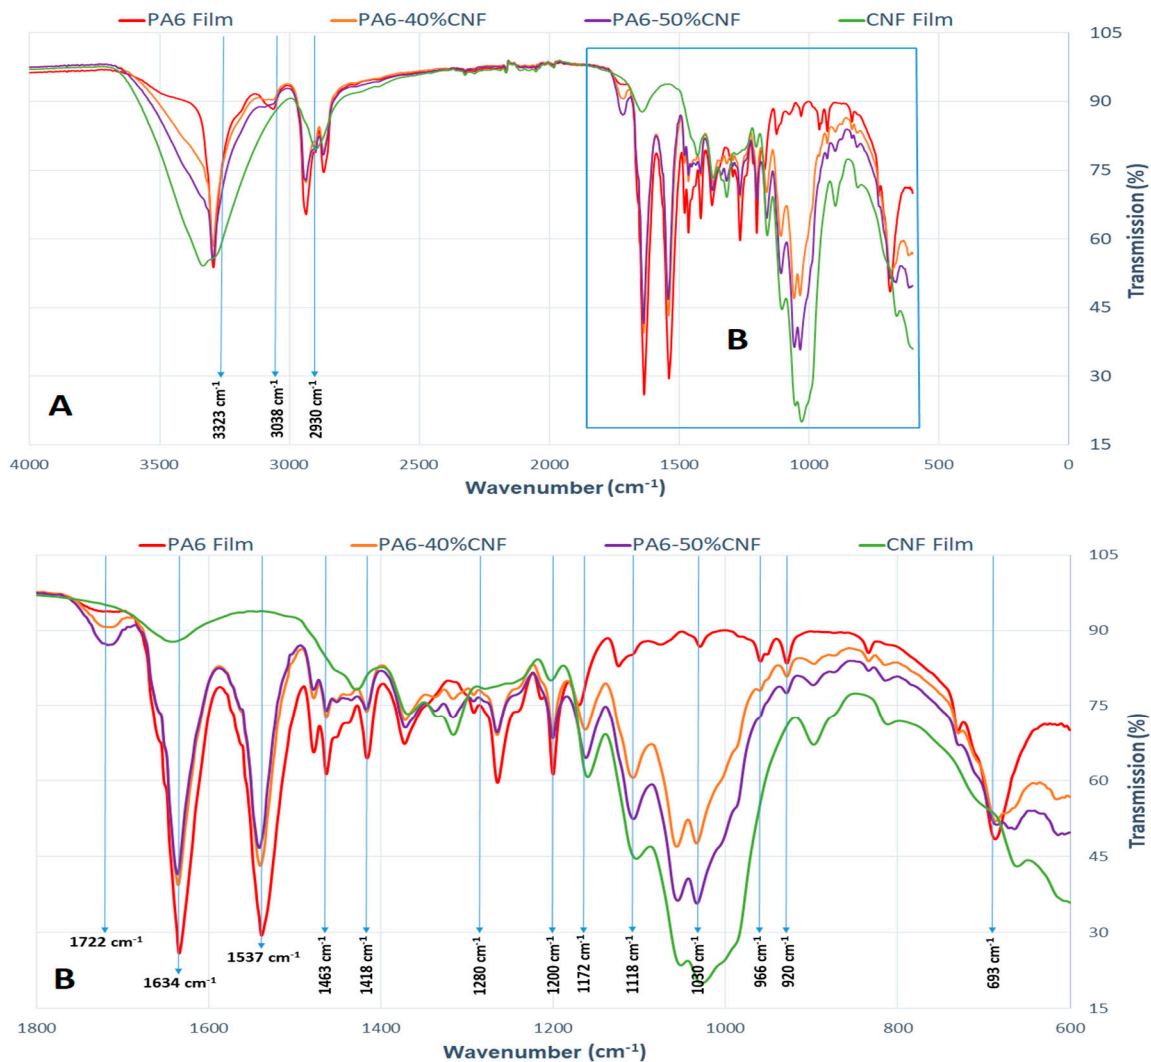 PA6 Film PA6-40%CNF PA6-50%CNF CNF Film
105
90
75
60
45
30
15
Transmission (%)
A
B
3323 cm⁻¹
3038 cm⁻¹
2930 cm⁻¹
4000 3500 3000 2500 2000 1500 1000 500 0
Wavenumber (cm⁻¹)
PA6 Film PA6-40%CNF PA6-50%CNF CNF Film
105
90
75
60
45
30
15
Transmission (%)
1722 cm⁻¹
1634 cm⁻¹
1537 cm⁻¹
1463 cm⁻¹
1418 cm⁻¹
1280 cm⁻¹
1200 cm⁻¹
1172 cm⁻¹
1118 cm⁻¹
1030 cm⁻¹
966 cm⁻¹
920 cm⁻¹
693 cm⁻¹
B
1800 1600 1400 1200 1000 800 600
Wavenumber (cm⁻¹)